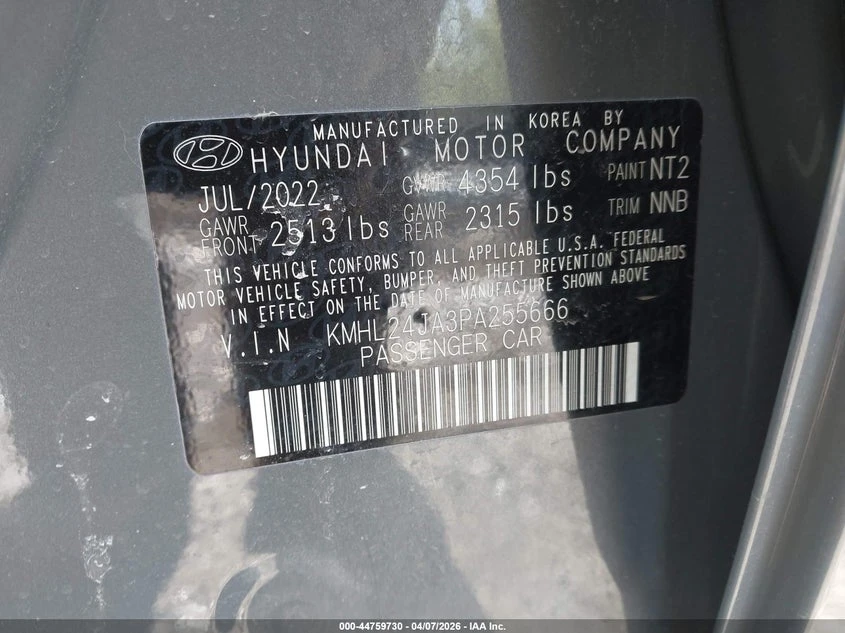 MANUFACTURED IN KOREA BY
HYUNDAI MOTOR COMPANY
JUL/2022 GVWR 4354 lbs PAINT NT2
GAWR FRONT 2513 lbs GAWR REAR 2315 lbs TRIM NNB
THIS VEHICLE CONFORMS TO ALL APPLICABLE U.S.A. FEDERAL
MOTOR VEHICLE SAFETY, BUMPER, AND THEFT PREVENTION STANDARDS
IN EFFECT ON THE DATE OF MANUFACTURE SHOWN ABOVE
V.I.N KMHL24JA3PA255666
PASSENGER CAR
000-44759730 - 04/07/2026 - IAA Inc.